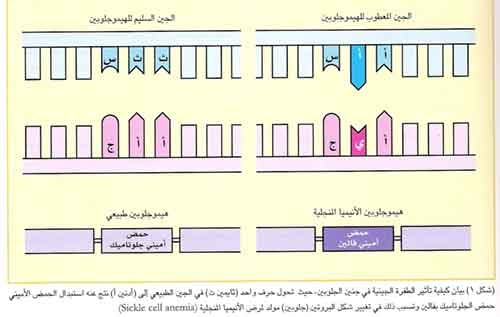 الجين المعطوب للهيموجلوبين
الجين السليم للهيموجلوبين
أ أ س
ث ث س
أ ي ج
أ أ ج
هيموجلوبين الأنيميا المنجلية
هيموجلوبين طبيعي
حمض
أميني فالين
حمض
أميني جلوتاميك
(شكل ١) بيان كيفية تأثير الطفرة الجينية في جنين الجلوبين، حيث تحول حرف واحد (ثايمين ث) في الجين الطبيعي إلى (أدنين أ) نتج عنه استبدال الحمض الأميني
حمض الجلوتاميك بفالين وتسبب ذلك في تغيير شكل البروتين (جلوبين) مولد لمرض الأنيميا المنجلية (Sickle cell anemia)